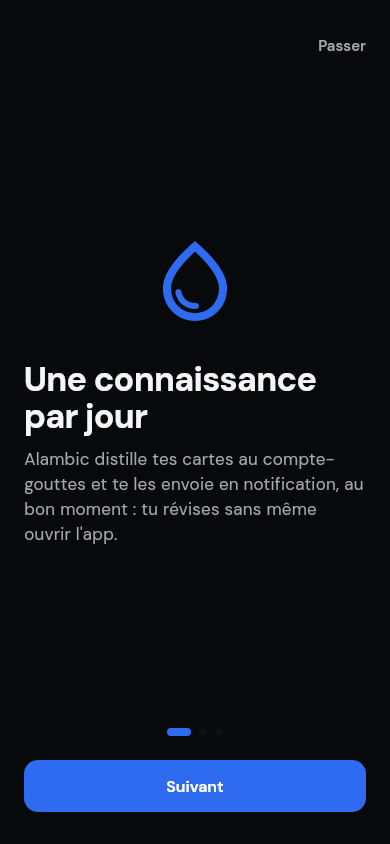 Passer
Une connaissance
par jour
Alambic distille tes cartes au compte-
gouttes et te les envoie en notification, au
bon moment : tu révises sans même
ouvrir l'app.
Suivant